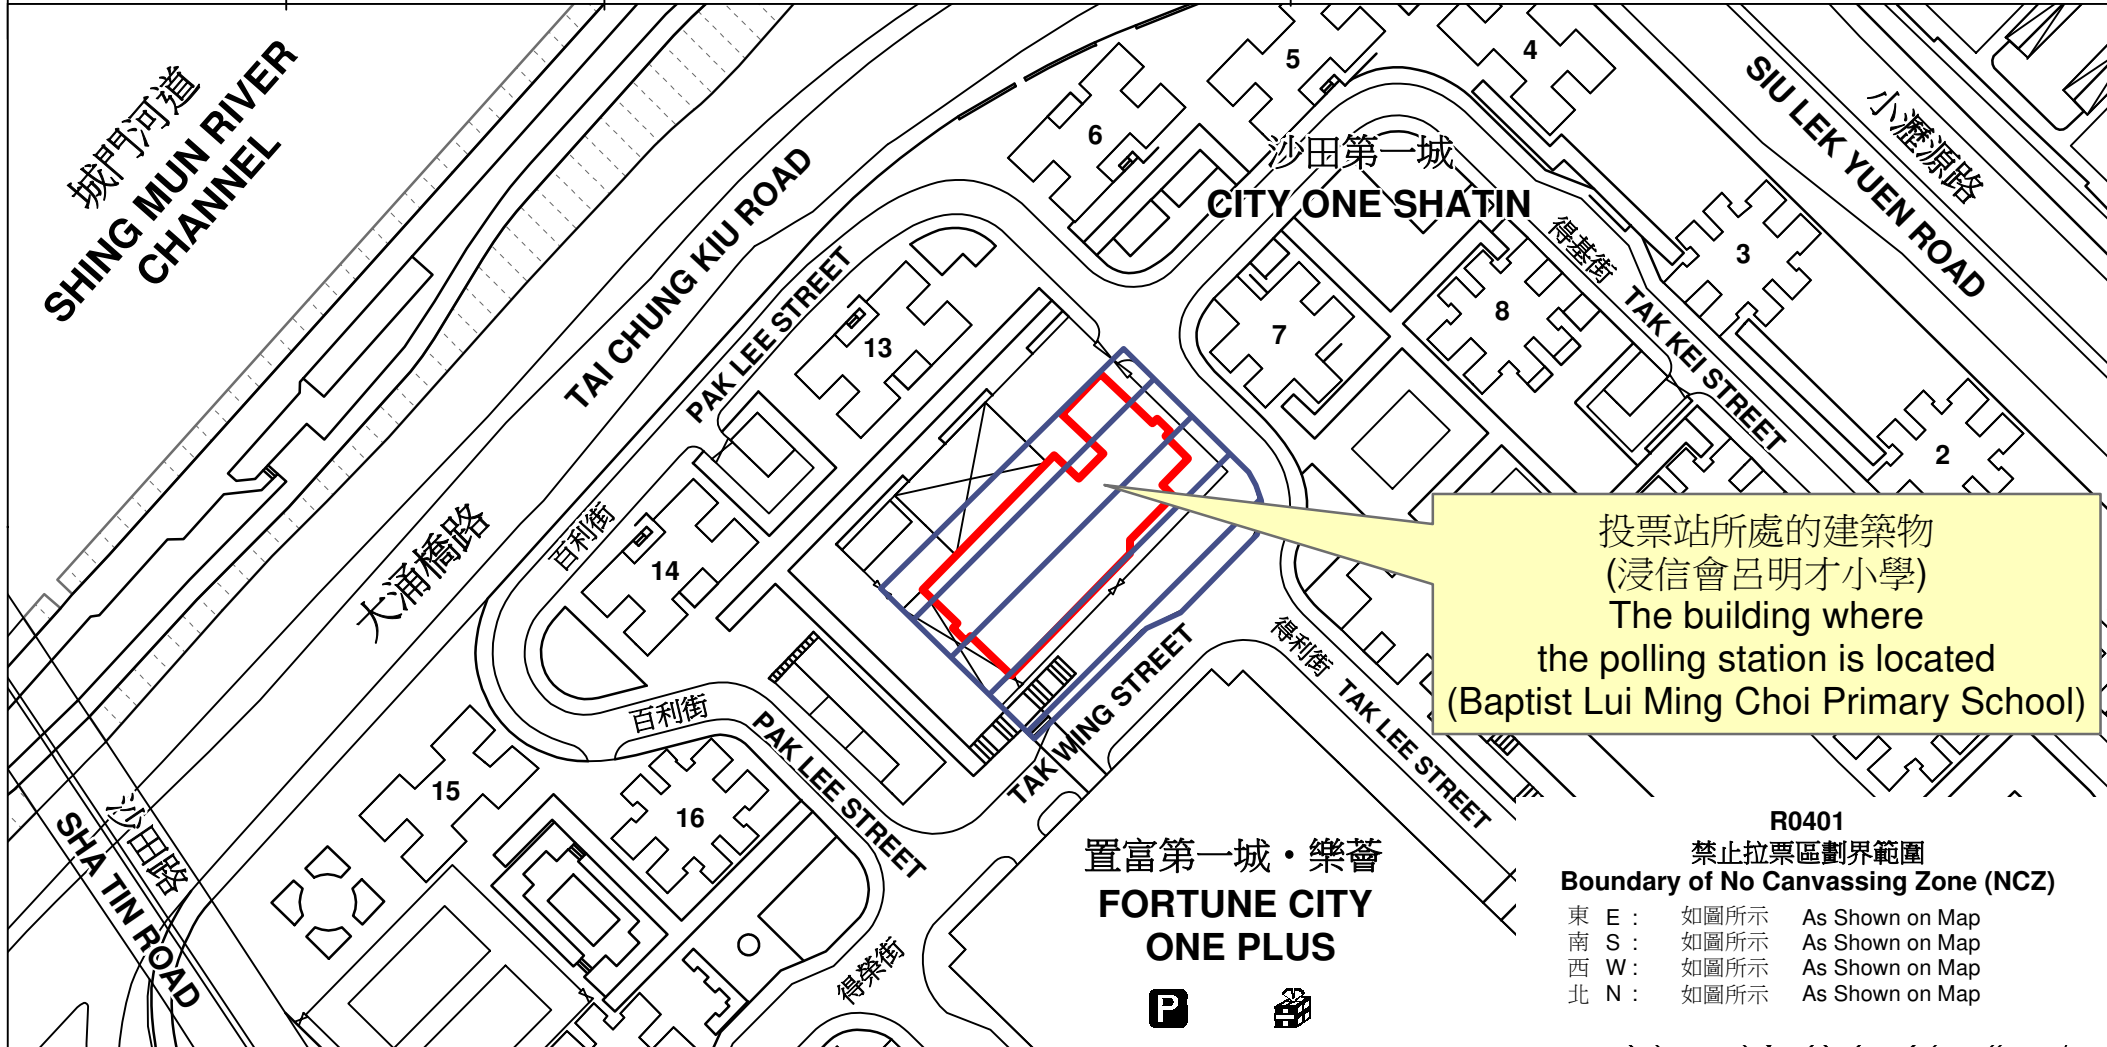 城門河道
SHING MUN RIVER
CHANNEL
大涌橋路
TAI CHUNG KIU ROAD
PAK LEE STREET
百利街
百利街
PAK LEE STREET
沙田路
SHA TIN ROAD
5
4
6
沙田第一城
CITY ONE SHATIN
小瀝源路
SIU LEK YUEN ROAD
得基街
TAK KEI STREET
3
7
8
13
2
14
15
16
投票站所處的建築物
(浸信會呂明才小學)
The building where
the polling station is located
(Baptist Lui Ming Choi Primary School)
TAK WING STREET
得利街
TAK LEE STREET
得榮街
置富第一城・樂薈
FORTUNE CITY
ONE PLUS
P
R0401
禁止拉票區劃界範圍
Boundary of No Canvassing Zone (NCZ)
東 E : 如圖所示 As Shown on Map
南 S : 如圖所示 As Shown on Map
西 W : 如圖所示 As Shown on Map
北 N : 如圖所示 As Shown on Map